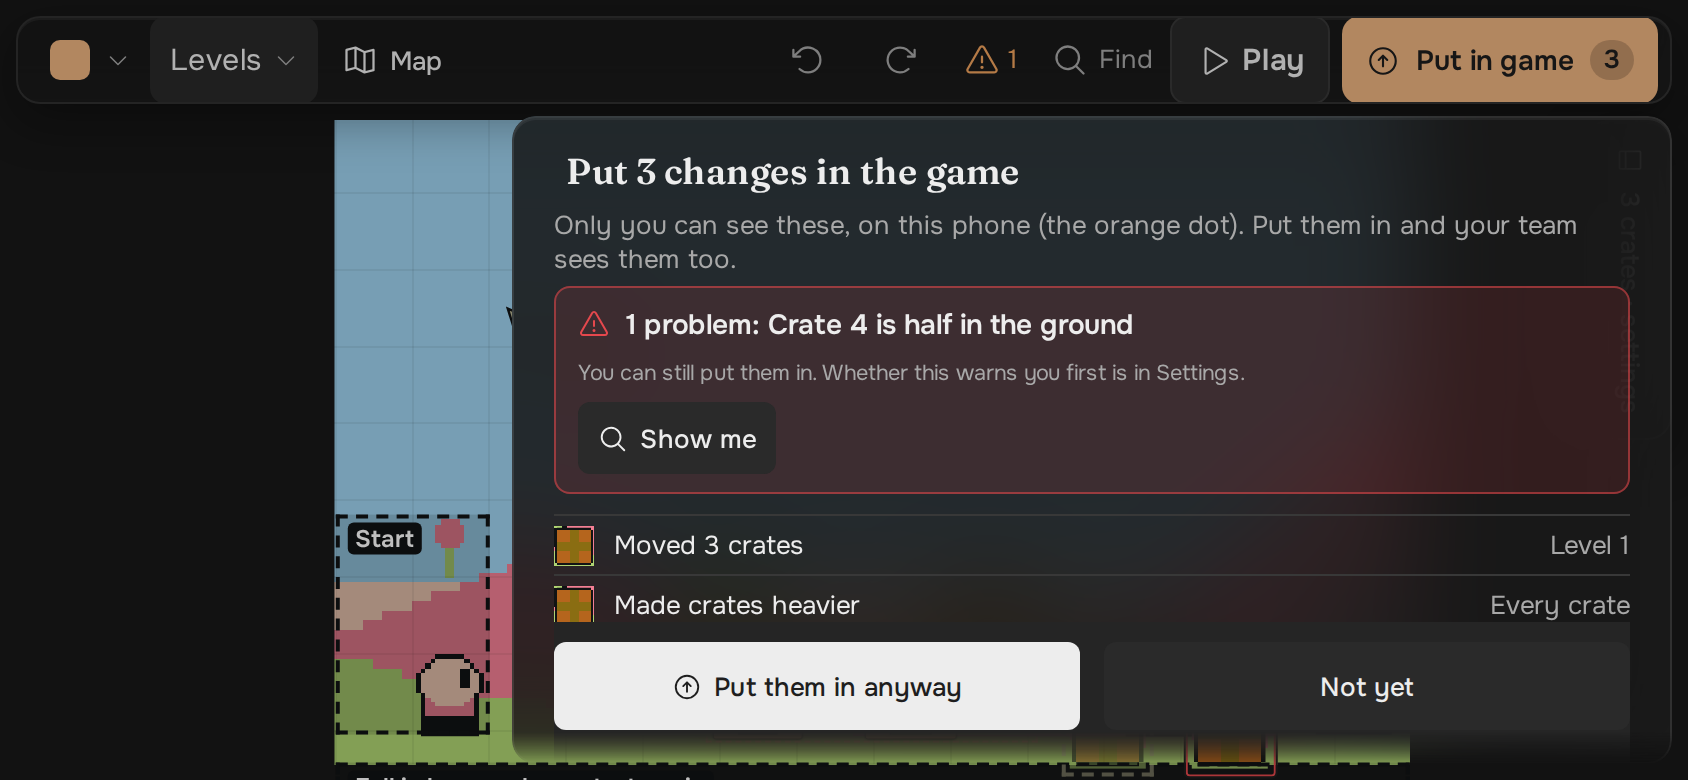 Levels
Map
1
Find
Play
Put in game 3
Put 3 changes in the game
Only you can see these, on this phone (the orange dot). Put them in and your team
sees them too.
1 problem: Crate 4 is half in the ground
You can still put them in. Whether this warns you first is in Settings.
Show me
Moved 3 crates
Level 1
Made crates heavier
Every crate
Put them in anyway
Not yet
Start
3 crates settings